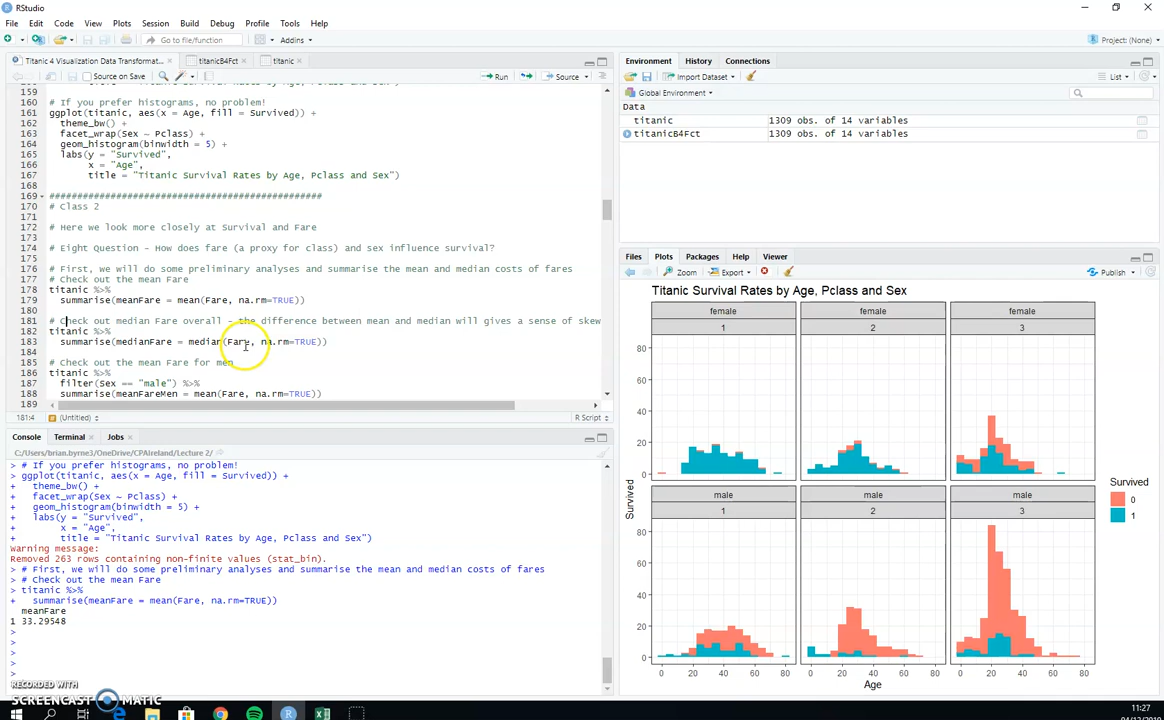 RStudio
File Edit Code View Plots Session Build Debug Profile Tools Help
Go to file/function Addins Project: (None)
Titanic 4 Visualization Data Transformat... titanicB4Fct titanic
Source on Save Run Source
159
160 # If you prefer histograms, no problem!
161 ggplot(titanic, aes(x = Age, fill = Survived)) +
162 theme_bw() +
163 facet_wrap(Sex ~ Pclass) +
164 geom_histogram(binwidth = 5) +
165 labs(y = "Survived",
166 x = "Age",
167 title = "Titanic Survival Rates by Age, Pclass and Sex")
168
169 ################################################
170 # Class 2
171
172 # Here we look more closely at Survival and Fare
173
174 # Eight Question - How does fare (a proxy for class) and sex influence survival?
175
176 # First, we will do some preliminary analyses and summarise the mean and median costs of fares
177 # Check out the mean Fare
178 titanic %>%
179 summarise(meanFare = mean(Fare, na.rm=TRUE))
180
181 # Check out median Fare overall - the difference between mean and median will gives a sense of skew
182 titanic %>%
183 summarise(medianFare = median(Fare, na.rm=TRUE))
184
185 # Check out the mean Fare for men
186 titanic %>%
187 filter(Sex == "male") %>%
188 summarise(meanFareMen = mean(Fare, na.rm=TRUE))
189
181:4 (Untitled) R Script
Console Terminal Jobs
C:/Users/brian.byrne3/OneDrive/CPAIreland/Lecture 2/
> # If you prefer histograms, no problem!
> ggplot(titanic, aes(x = Age, fill = Survived)) +
+ theme_bw() +
+ facet_wrap(Sex ~ Pclass) +
+ geom_histogram(binwidth = 5) +
+ labs(y = "Survived",
+ x = "Age",
+ title = "Titanic Survival Rates by Age, Pclass and Sex")
Warning message:
Removed 263 rows containing non-finite values (stat_bin).
> # First, we will do some preliminary analyses and summarise the mean and median costs of fares
> # Check out the mean Fare
> titanic %>%
+ summarise(meanFare = mean(Fare, na.rm=TRUE))
meanFare
1 33.29548
>
>
>
>
>
RECORDED WITH
SCREENCAST MATIC
Environment History Connections
Import Dataset List
Global Environment
Data
titanic 1309 obs. of 14 variables
titanicB4Fct 1309 obs. of 14 variables
Files Plots Packages Help Viewer
Zoom Export Publish
Titanic Survival Rates by Age, Pclass and Sex
female female female
1 2 3
80
60
40
20
0
male male male
1 2 3
80
60
40
20
0
0 20 40 60 80 0 20 40 60 80 0 20 40 60 80
Age
Survived
Survived
0
1
11:27